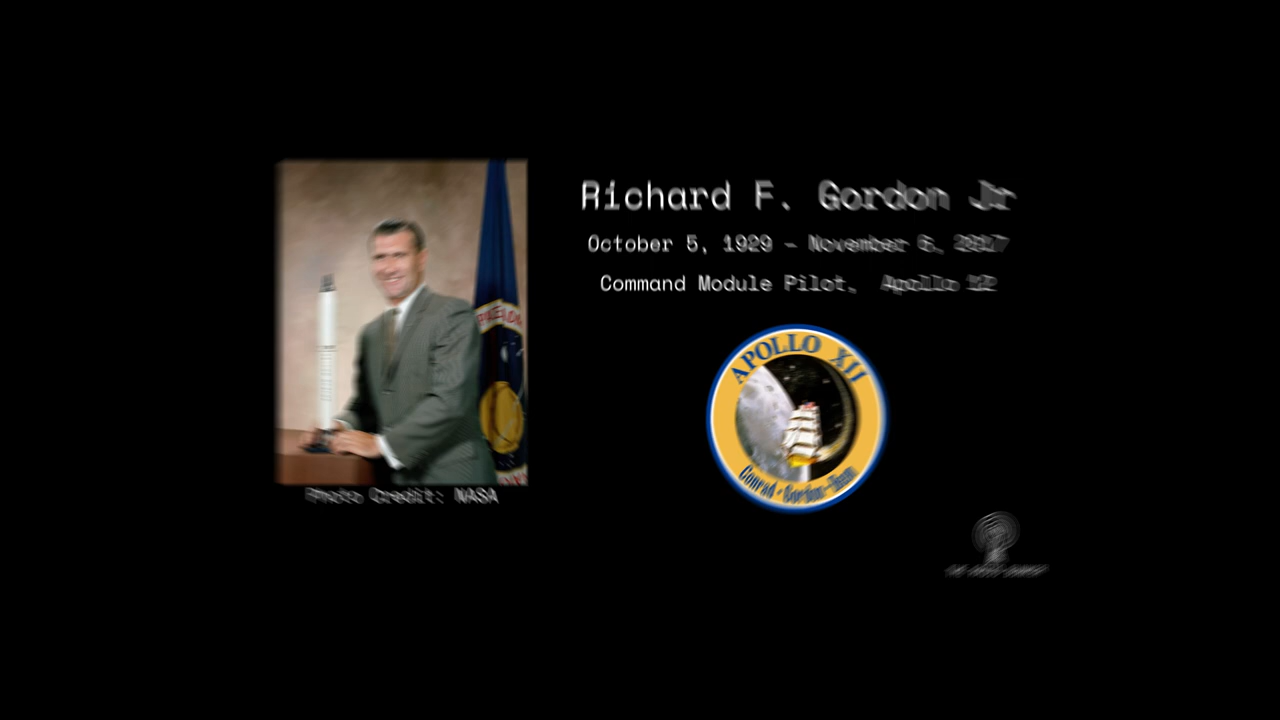 Richard F. Gordon Jr
October 5, 1929 - November 6, 2017
Command Module Pilot, Apollo 12
APOLLO XII
Conrad · Gordon · Bean
Photo Credit: NASA